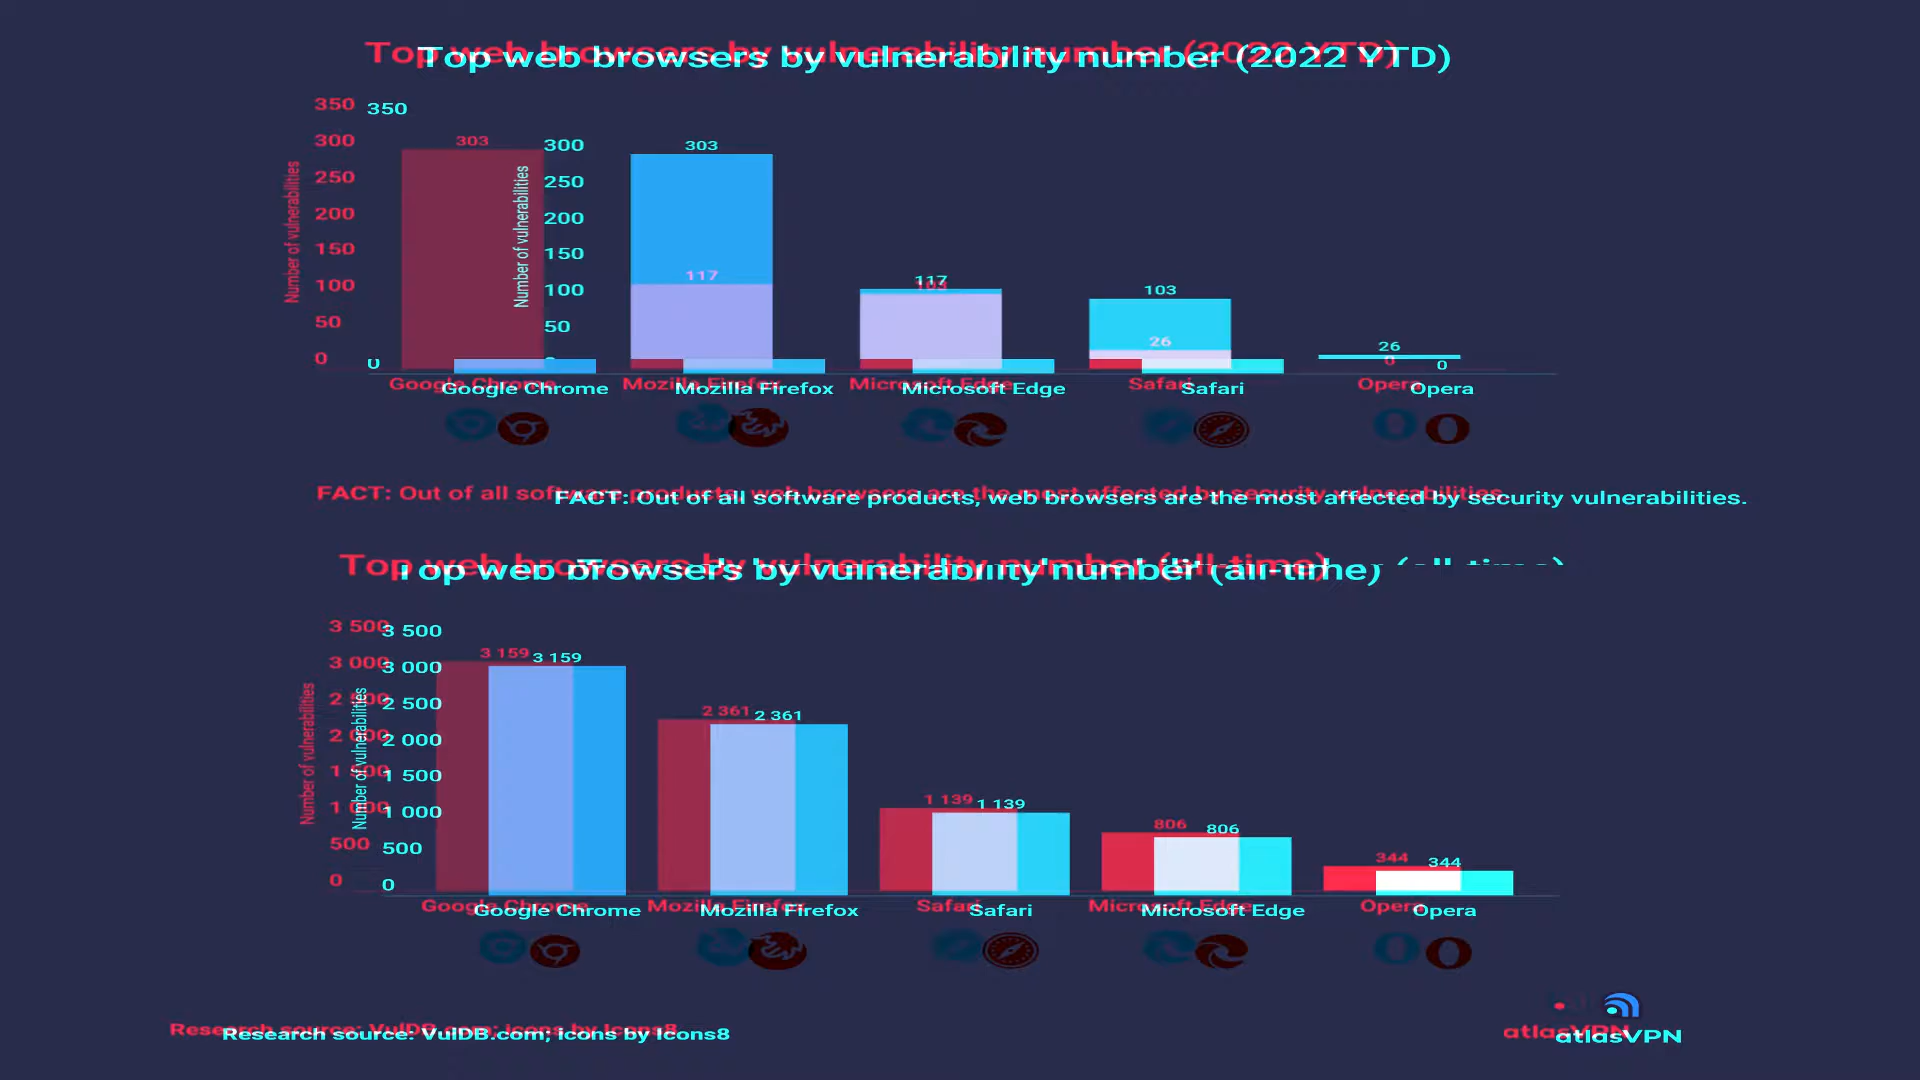 Top web browsers by vulnerability number (2022 YTD)
Number of vulnerabilities
350
300
250
200
150
100
50
0
303
117
103
26
0
Google Chrome
Mozilla Firefox
Microsoft Edge
Safari
Opera
FACT: Out of all software products, web browsers are the most affected by security vulnerabilities.
Top web browsers by vulnerability number (all-time)
Number of vulnerabilities
3 500
3 000
2 500
2 000
1 500
1 000
500
0
3 159
2 361
1 139
806
344
Google Chrome
Mozilla Firefox
Safari
Microsoft Edge
Opera
Research source: VulDB.com; icons by Icons8
atlasVPN